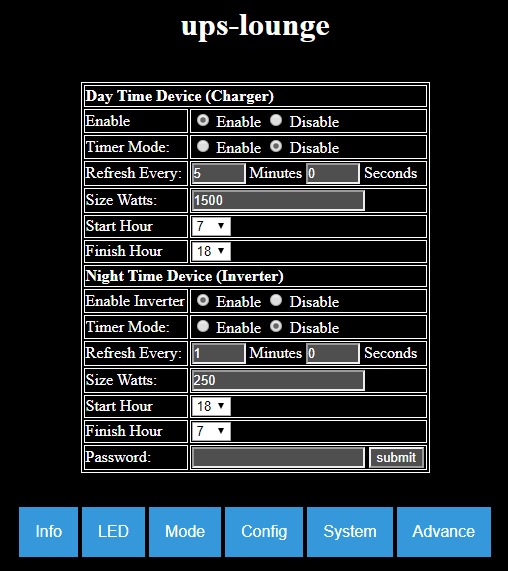 ups-lounge
Day Time Device (Charger)
Enable Enable Disable
Timer Mode: Enable Disable
Refresh Every: 5 Minutes 0 Seconds
Size Watts: 1500
Start Hour 7
Finish Hour 18
Night Time Device (Inverter)
Enable Inverter Enable Disable
Timer Mode: Enable Disable
Refresh Every: 1 Minutes 0 Seconds
Size Watts: 250
Start Hour 18
Finish Hour 7
Password: submit
Info LED Mode Config System Advance